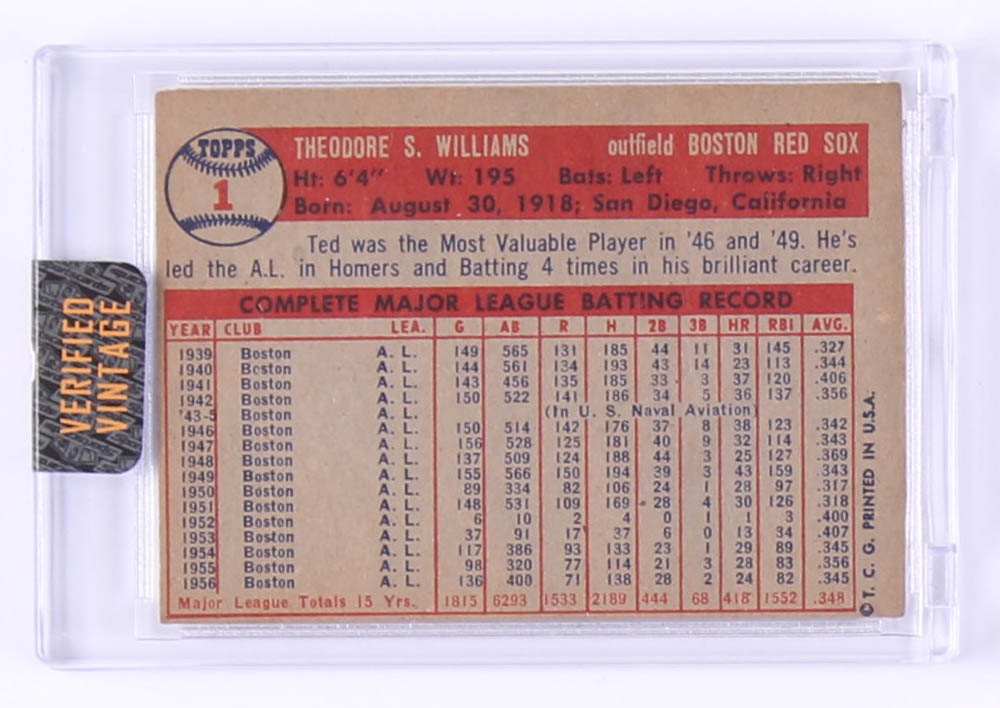 TOPPS
1
THEODORE S. WILLIAMS outfield BOSTON RED SOX
Ht: 6'4" Wt: 195 Bats: Left Throws: Right
Born: August 30, 1918; San Diego, California
Ted was the Most Valuable Player in '46 and '49. He's
led the A.L. in Homers and Batting 4 times in his brilliant career.
COMPLETE MAJOR LEAGUE BATTING RECORD
YEAR CLUB LEA. G AB R H 2B 3B HR RBI AVG.
1939 Boston A. L. 149 565 131 185 44 11 31 145 .327
1940 Boston A. L. 144 561 134 193 43 14 23 113 .344
1941 Boston A. L. 143 456 135 185 33 3 37 120 .406
1942 Boston A. L. 150 522 141 186 34 5 36 137 .356
'43-5 Boston A. L. (In U. S. Naval Aviation)
1946 Boston A. L. 150 514 142 176 37 8 38 123 .342
1947 Boston A. L. 156 528 125 181 40 9 32 114 .343
1948 Boston A. L. 137 509 124 188 44 3 25 127 .369
1949 Boston A. L. 155 566 150 194 39 3 43 159 .343
1950 Boston A. L. 89 334 82 106 24 1 28 97 .317
1951 Boston A. L. 148 531 109 169 28 4 30 126 .318
1952 Boston A. L. 6 10 2 4 0 1 1 3 .400
1953 Boston A. L. 37 91 17 37 6 0 13 34 .407
1954 Boston A. L. 117 386 93 133 23 1 29 89 .345
1955 Boston A. L. 98 320 77 114 21 3 28 83 .356
1956 Boston A. L. 136 400 71 138 28 2 24 82 .345
Major League Totals 15 Yrs. 1815 6293 1533 2189 444 68 418 1552 .348
© T. C. G. PRINTED IN U.S.A.
VERIFIED
VINTAGE